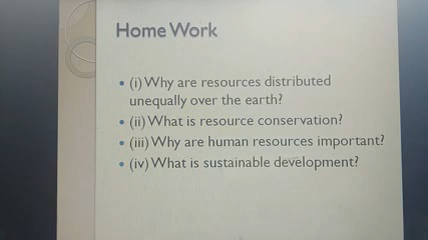 Home Work
• (i) Why are resources distributed
unequally over the earth?
• (ii) What is resource conservation?
• (iii) Why are human resources important?
• (iv) What is sustainable development?